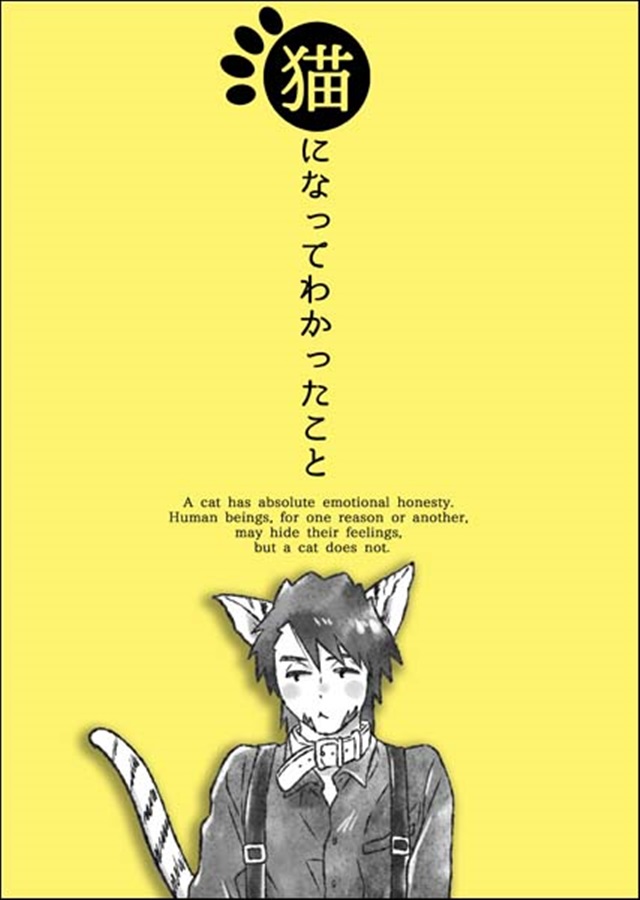 猫になってわかったこと
A cat has absolute emotional honesty.
Human beings, for one reason or another,
may hide their feelings,
but a cat does not.